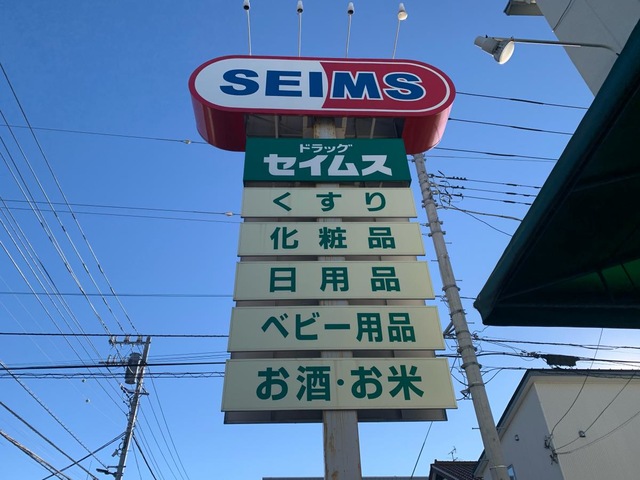 SEIMS
ドラッグ
セイムス
くすり
化粧品
日用品
ベビー用品
お酒・お米